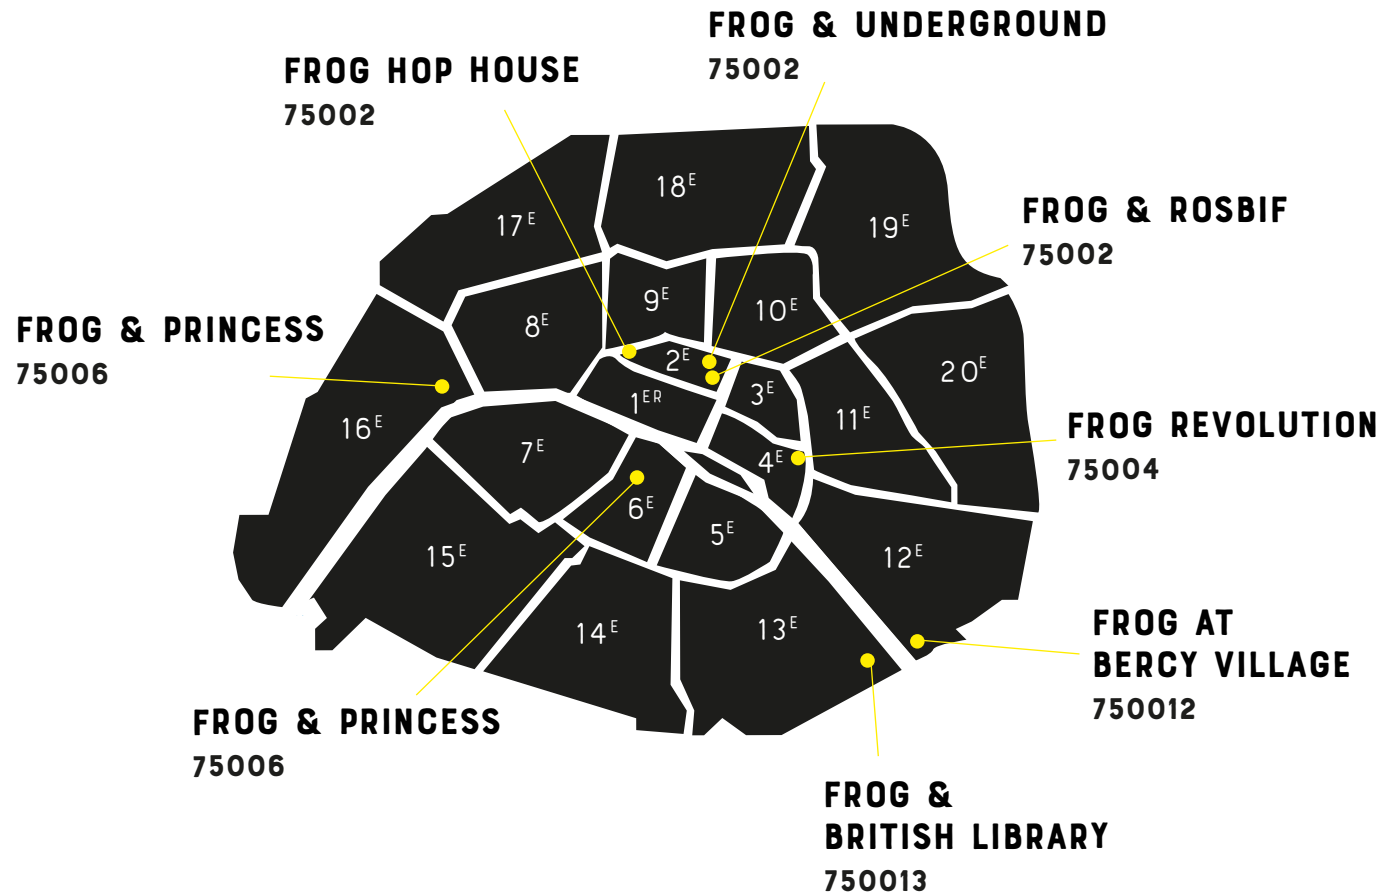 FROG & UNDERGROUND
75002
FROG HOP HOUSE
75002
18E
17E
19E
FROG & ROSBIF
75002
9E
10E
8E
FROG & PRINCESS
75006
2E
20E
3E
1ER
11E
16E
FROG REVOLUTION
75004
7E
4E
6E
5E
15E
12E
14E
13E
FROG AT
BERCY VILLAGE
750012
FROG & PRINCESS
75006
FROG &
BRITISH LIBRARY
750013